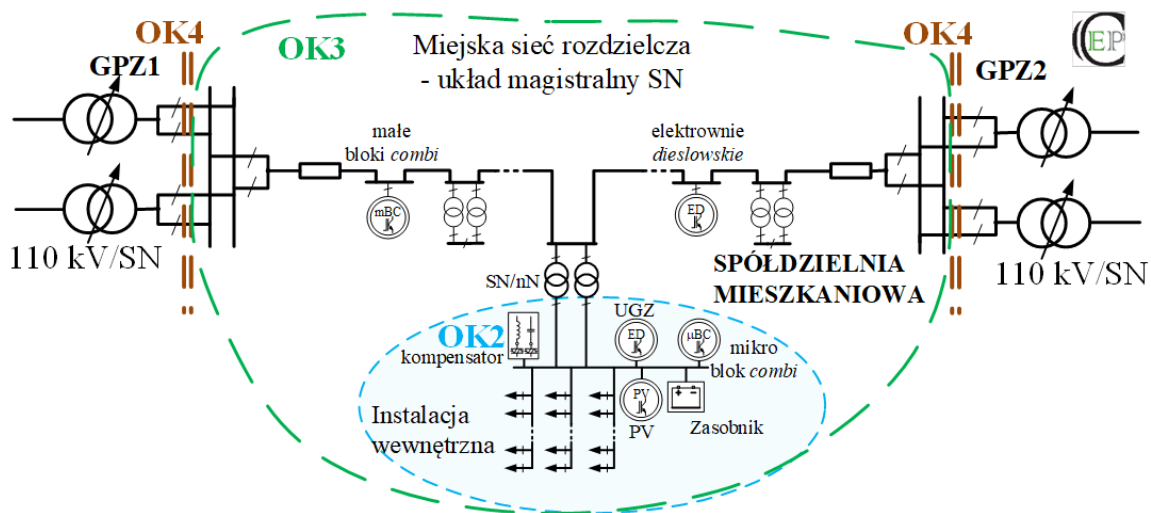 OK4
OK3
Miejska sieć rozdzielcza
- układ magistralny SN
OK4
CEP
GPZ1
GPZ2
małe
bloki combi
elektrownie
dieslowskie
mBC
ED
110 kV/SN
SN/nN
SPÓŁDZIELNIA
MIESZKANIOWA
110 kV/SN
OK2
kompensator
UGZ
ED
µBC
mikro
blok combi
Instalacja
wewnętrzna
PV
PV
Zasobnik